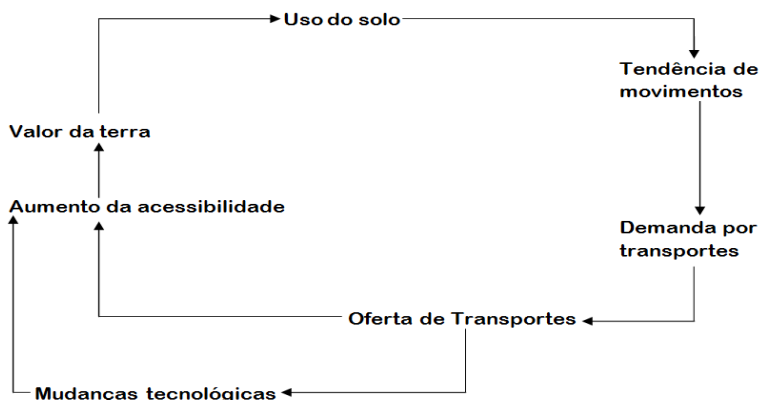 Uso do solo
Tendência de
movimentos
Valor da terra
Aumento da acessibilidade
Demanda por
transportes
Oferta de Transportes
Mudanças tecnológicas